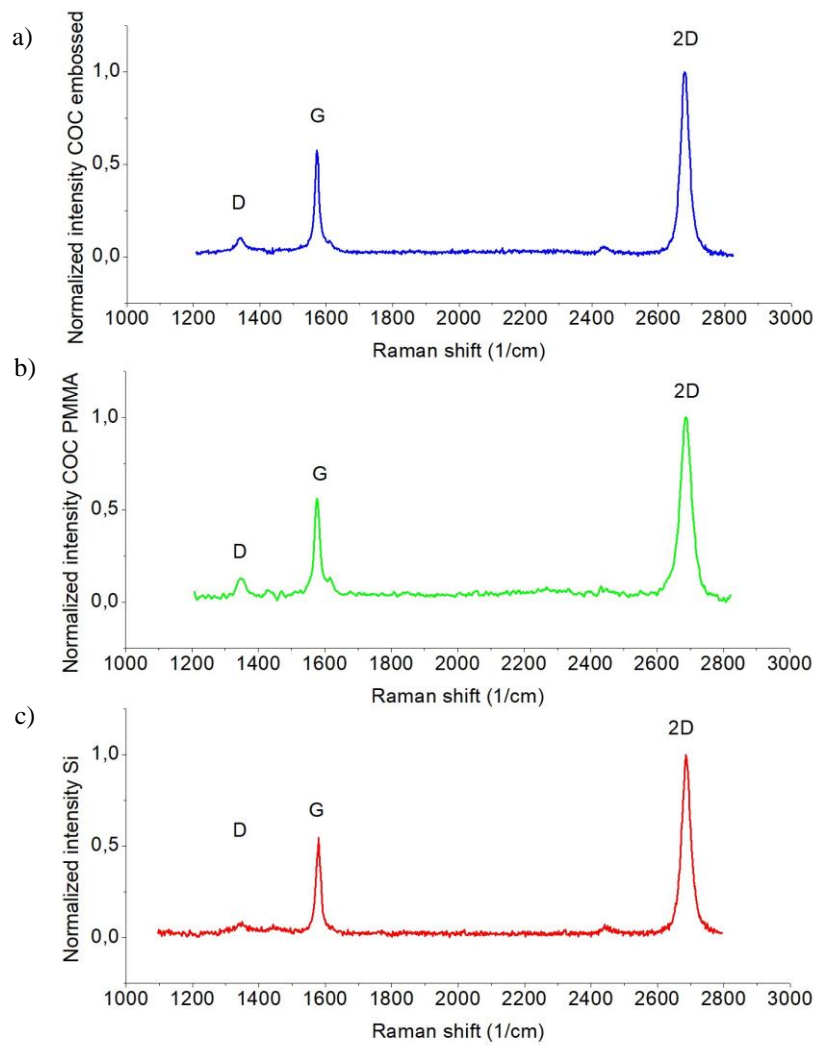 a)
Normalized intensity COC embossed
1,0
0,5
0,0
D
G
2D
1000 1200 1400 1600 1800 2000 2200 2400 2600 2800 3000
Raman shift (1/cm)
b)
Normalized intensity COC PMMA
1,0
0,5
0,0
D
G
2D
1000 1200 1400 1600 1800 2000 2200 2400 2600 2800 3000
Raman shift (1/cm)
c)
Normalized intensity Si
1,0
0,5
0,0
D
G
2D
1000 1200 1400 1600 1800 2000 2200 2400 2600 2800 3000
Raman shift (1/cm)